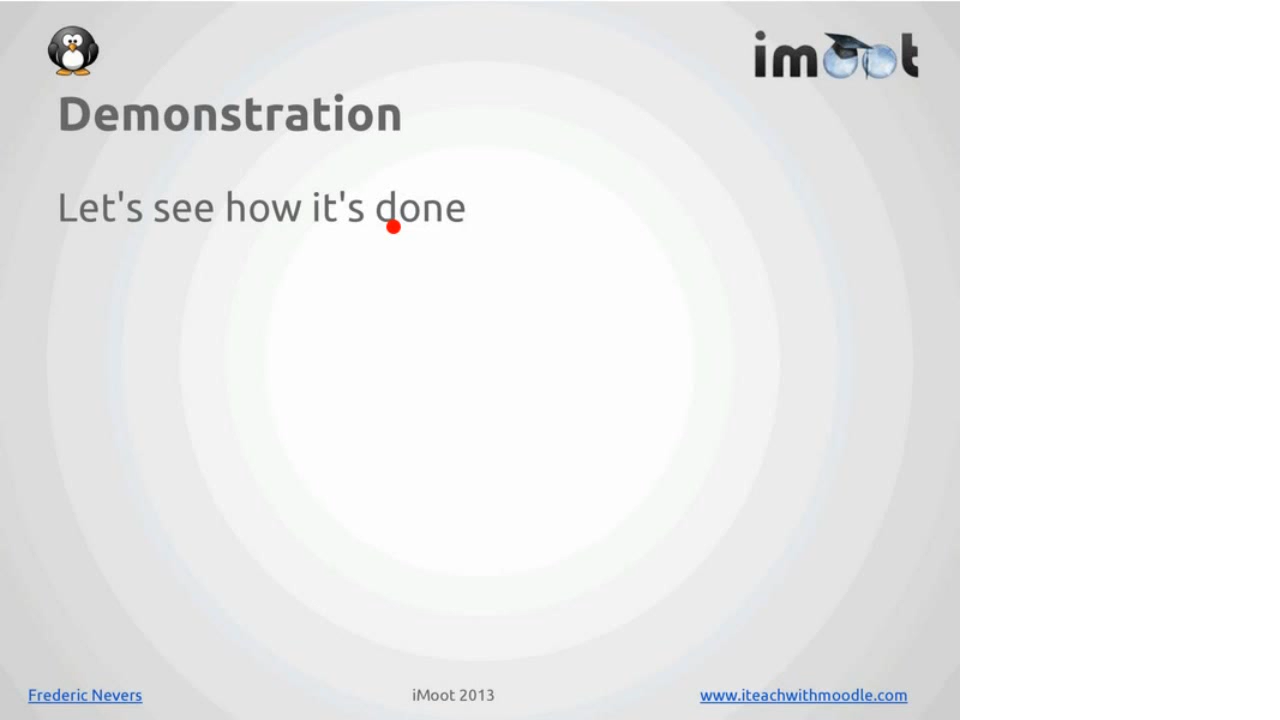 imoot
Demonstration
Let's see how it's done
Frederic Nevers
iMoot 2013
www.iteachwithmoodle.com